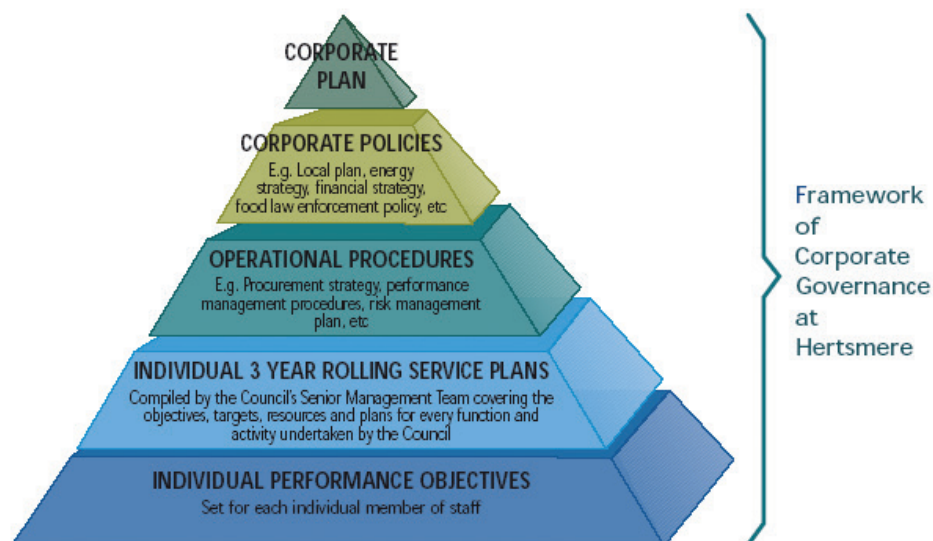 CORPORATE
PLAN
CORPORATE POLICIES
E.g. Local plan, energy
strategy, financial strategy,
food law enforcement policy, etc
OPERATIONAL PROCEDURES
E.g. Procurement strategy, performance
management procedures, risk management
plan, etc
INDIVIDUAL 3 YEAR ROLLING SERVICE PLANS
Compiled by the Council's Senior Management Team covering the
objectives, targets, resources and plans for every function and
activity undertaken by the Council
INDIVIDUAL PERFORMANCE OBJECTIVES
Set for each individual member of staff
Framework
of
Corporate
Governance
at
Hertsmere